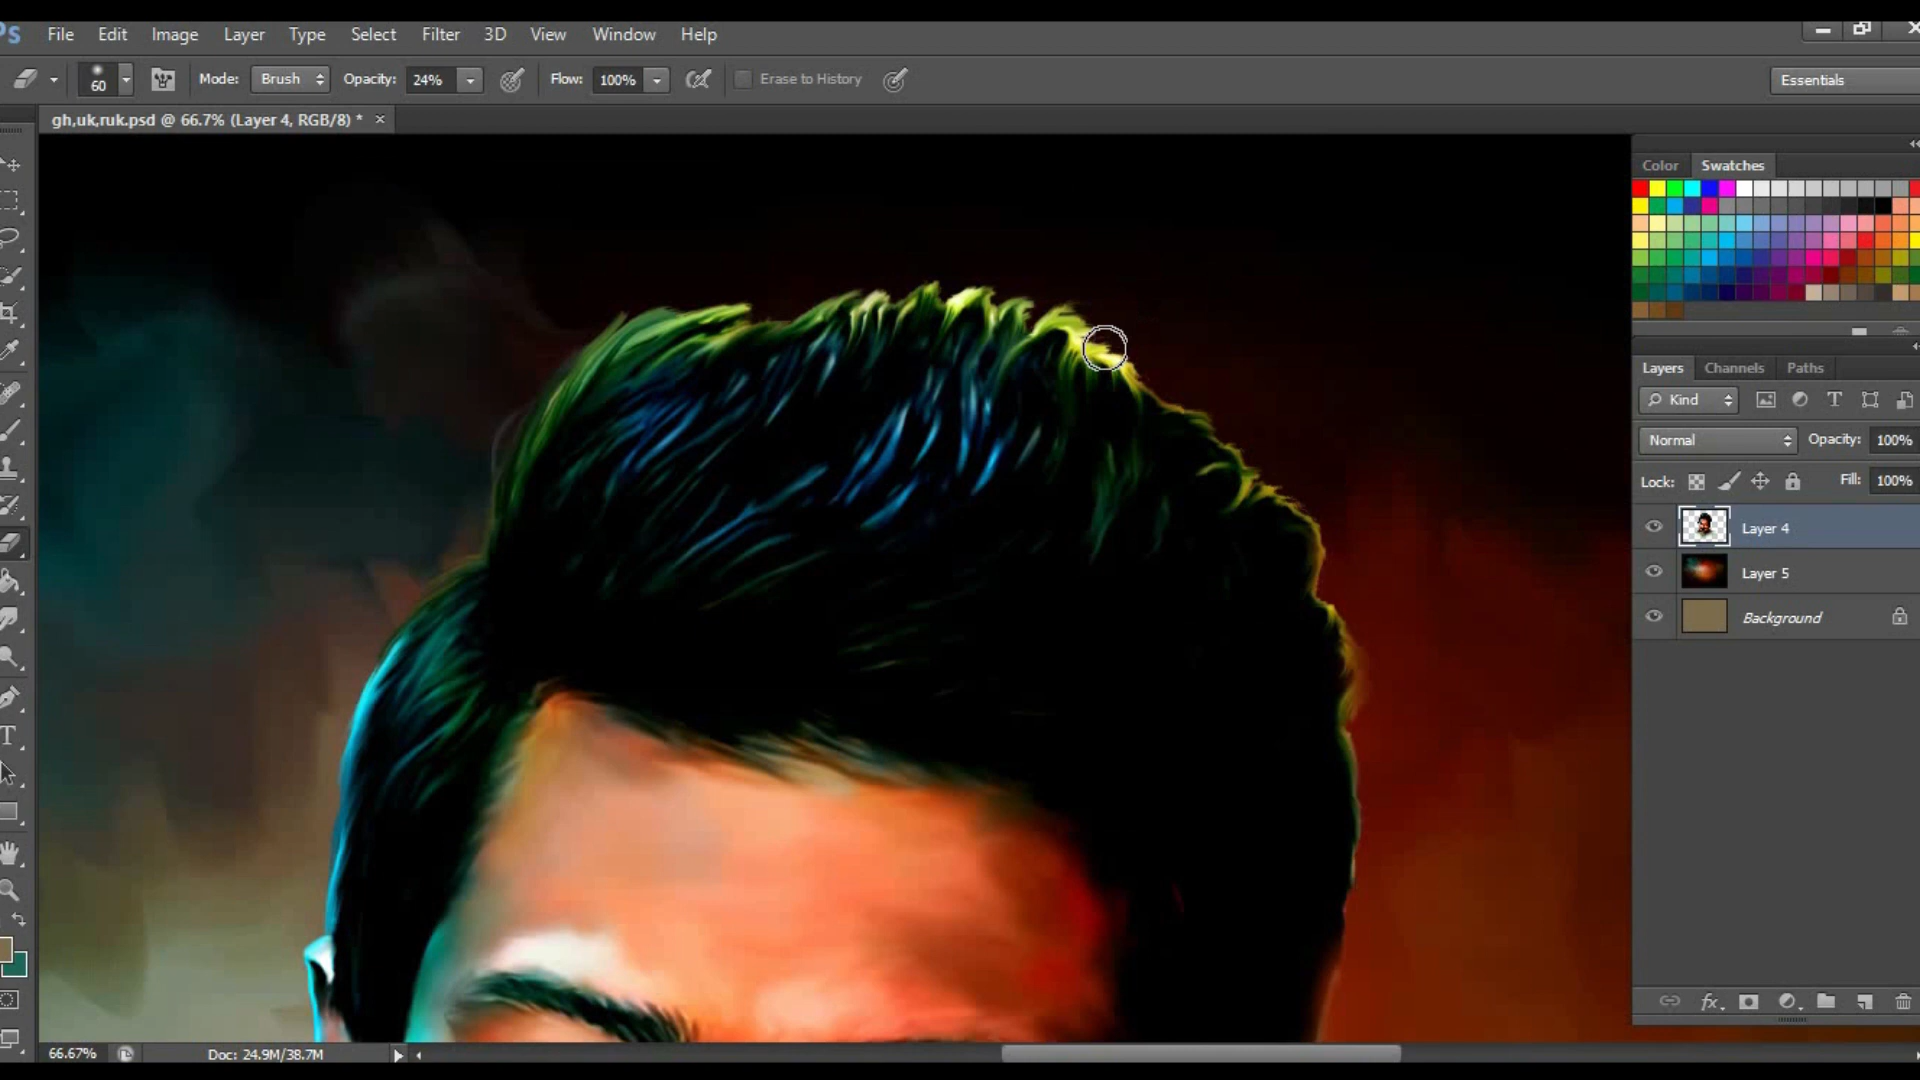 Ps File Edit Image Layer Type Select Filter 3D View Window Help
60 Mode: Brush Opacity: 24% Flow: 100% Erase to History Essentials
gh,uk,ruk.psd @ 66.7% (Layer 4, RGB/8) * ×
Color Swatches
Layers Channels Paths
Kind
Normal Opacity: 100%
Lock: Fill: 100%
Layer 4
Layer 5
Background
fx
66.67% Doc: 24.9M/38.7M